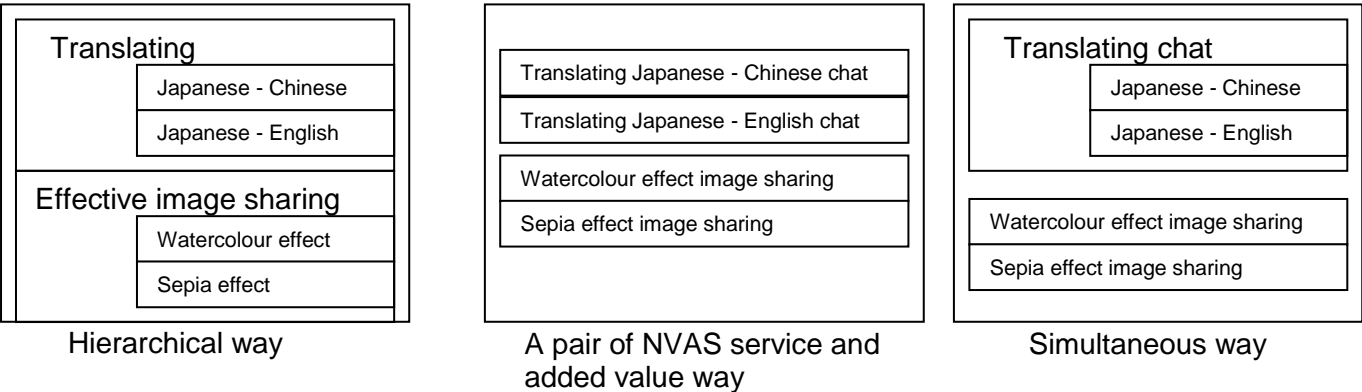 Translating
Japanese - Chinese
Japanese - English
Effective image sharing
Watercolour effect
Sepia effect
Hierarchical way
Translating Japanese - Chinese chat
Translating Japanese - English chat
Watercolour effect image sharing
Sepia effect image sharing
A pair of NVAS service and
added value way
Translating chat
Japanese - Chinese
Japanese - English
Watercolour effect image sharing
Sepia effect image sharing
Simultaneous way